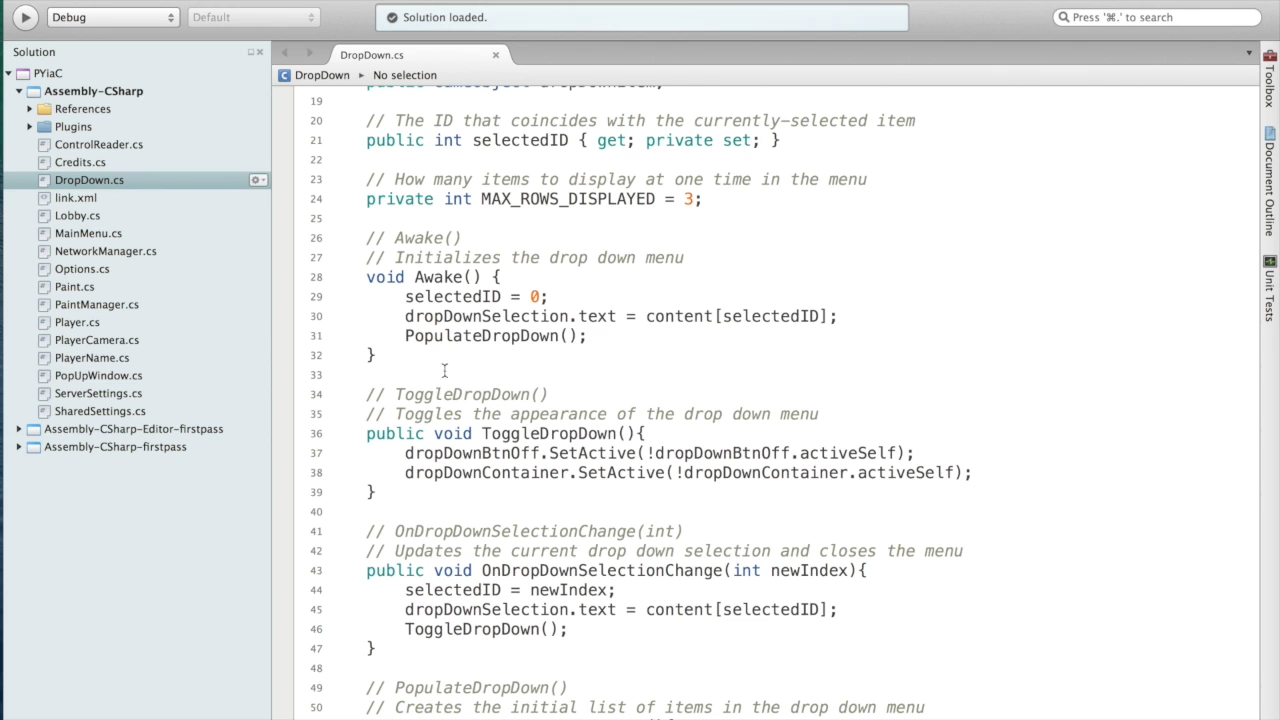 Debug
Default
Solution loaded.
Press '⌘.' to search
Solution
PYiaC
Assembly-CSharp
References
Plugins
ControlReader.cs
Credits.cs
DropDown.cs
link.xml
Lobby.cs
MainMenu.cs
NetworkManager.cs
Options.cs
Paint.cs
PaintManager.cs
Player.cs
PlayerCamera.cs
PlayerName.cs
PopUpWindow.cs
ServerSettings.cs
SharedSettings.cs
Assembly-CSharp-Editor-firstpass
Assembly-CSharp-firstpass
DropDown.cs
C DropDown ▸ No selection
19
20 // The ID that coincides with the currently-selected item
21 public int selectedID { get; private set; }
22
23 // How many items to display at one time in the menu
24 private int MAX_ROWS_DISPLAYED = 3;
25
26 // Awake()
27 // Initializes the drop down menu
28 void Awake() {
29 selectedID = 0;
30 dropDownSelection.text = content[selectedID];
31 PopulateDropDown();
32 }
33
34 // ToggleDropDown()
35 // Toggles the appearance of the drop down menu
36 public void ToggleDropDown(){
37 dropDownBtnOff.SetActive(!dropDownBtnOff.activeSelf);
38 dropDownContainer.SetActive(!dropDownContainer.activeSelf);
39 }
40
41 // OnDropDownSelectionChange(int)
42 // Updates the current drop down selection and closes the menu
43 public void OnDropDownSelectionChange(int newIndex){
44 selectedID = newIndex;
45 dropDownSelection.text = content[selectedID];
46 ToggleDropDown();
47 }
48
49 // PopulateDropDown()
50 // Creates the initial list of items in the drop down menu
Toolbox
Document Outline
Unit Tests